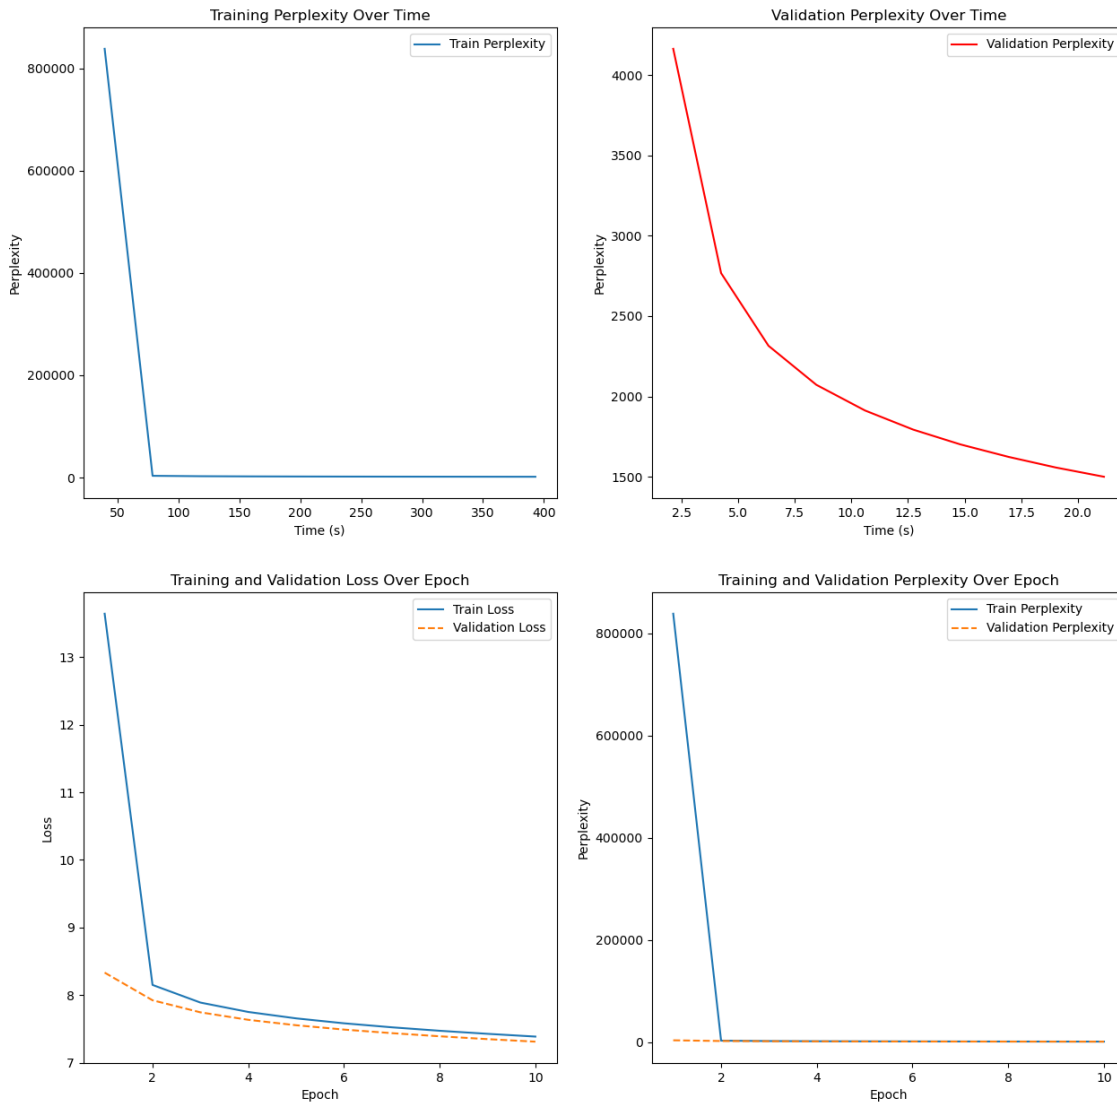 Training Perplexity Over Time
Train Perplexity
800000
600000
400000
200000
0
Perplexity
50 100 150 200 250 300 350 400
Time (s)
Validation Perplexity Over Time
Validation Perplexity
4000
3500
3000
2500
2000
1500
Perplexity
2.5 5.0 7.5 10.0 12.5 15.0 17.5 20.0
Time (s)
Training and Validation Loss Over Epoch
Train Loss
Validation Loss
13
12
11
10
9
8
7
Loss
2 4 6 8 10
Epoch
Training and Validation Perplexity Over Epoch
Train Perplexity
Validation Perplexity
800000
600000
400000
200000
0
Perplexity
2 4 6 8 10
Epoch